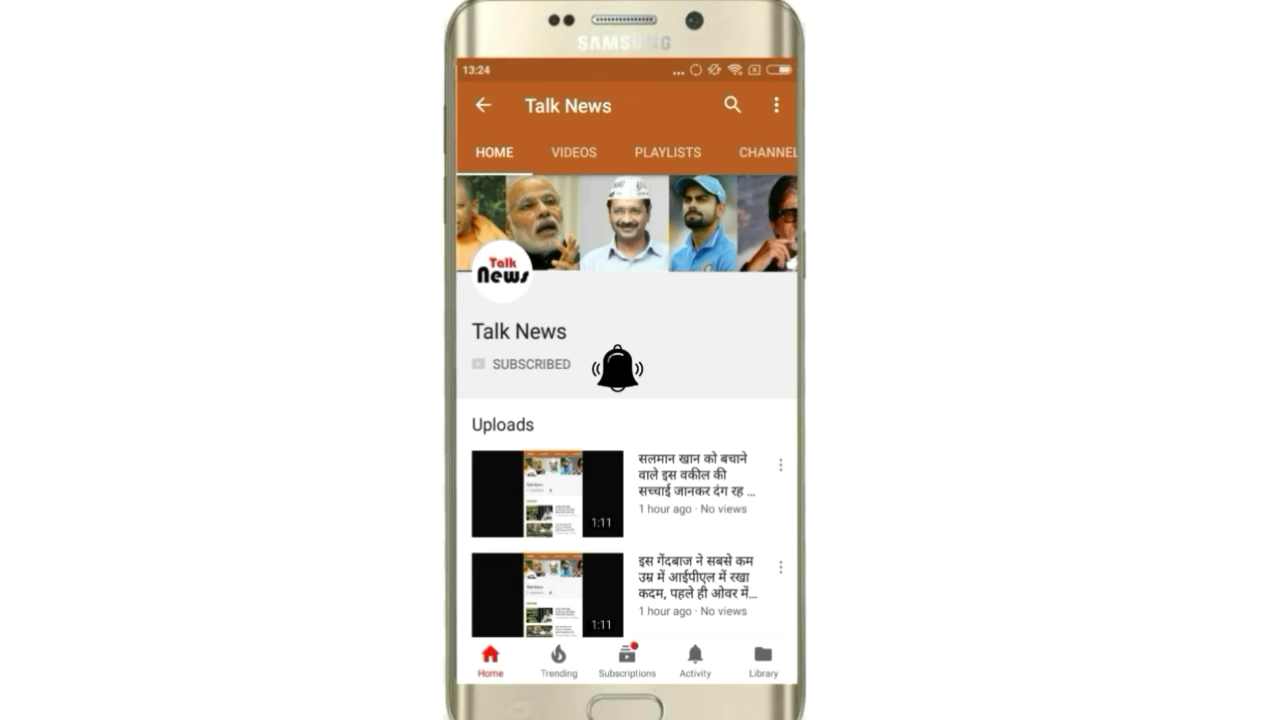 SAMSUNG
13:24
Talk News
HOME VIDEOS PLAYLISTS CHANNEL
Talk
News
Talk News
SUBSCRIBED
Uploads
सलमान खान को बचाने
वाले इस वकील की
सच्चाई जानकर दंग रह ...
1 hour ago · No views
1:11
इस गेंदबाज ने सबसे कम
उम्र में आईपीएल में रखा
कदम, पहले ही ओवर में...
1 hour ago · No views
1:11
Home Trending Subscriptions Activity Library